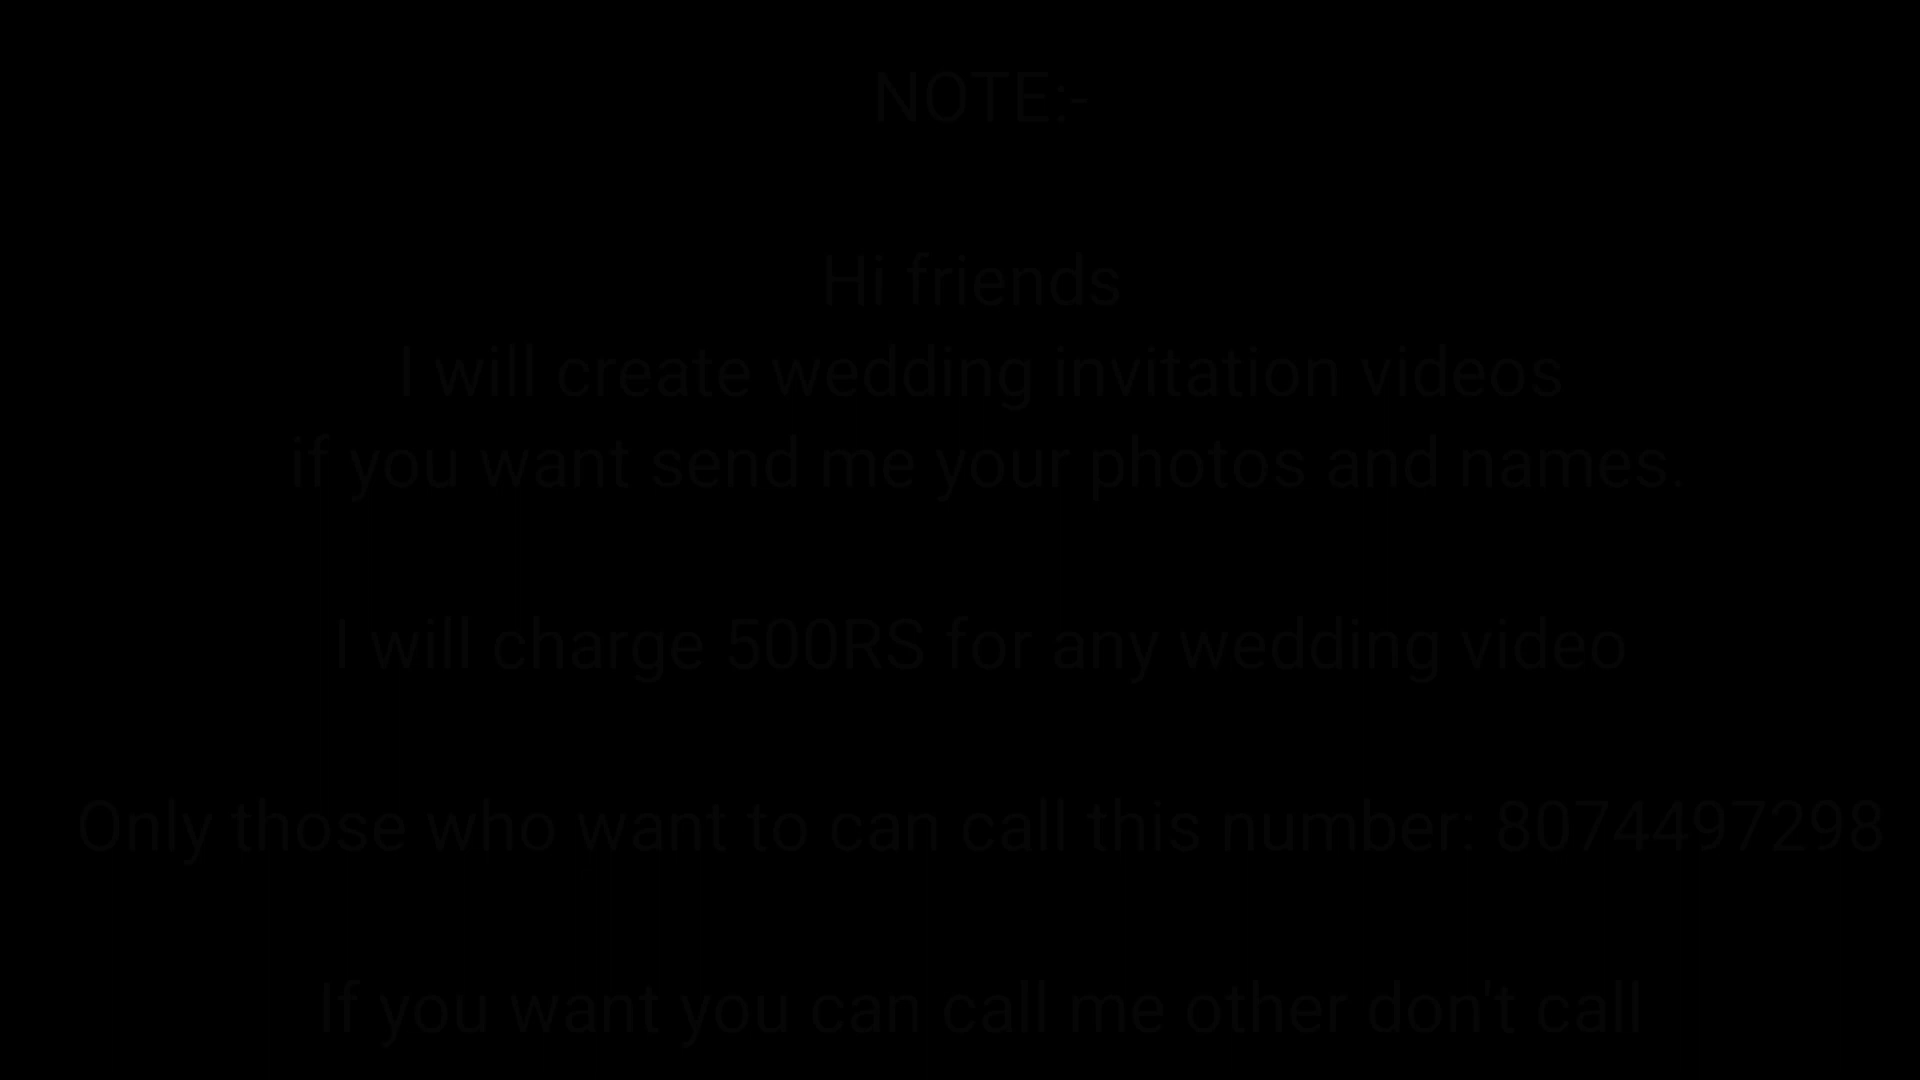 NOTE:-
Hi friends
I will create wedding invitation videos
if you want send me your photos and names.
I will charge 500RS for any wedding video
Only those who want to can call this number: 8074497298
If you want you can call me other don't call